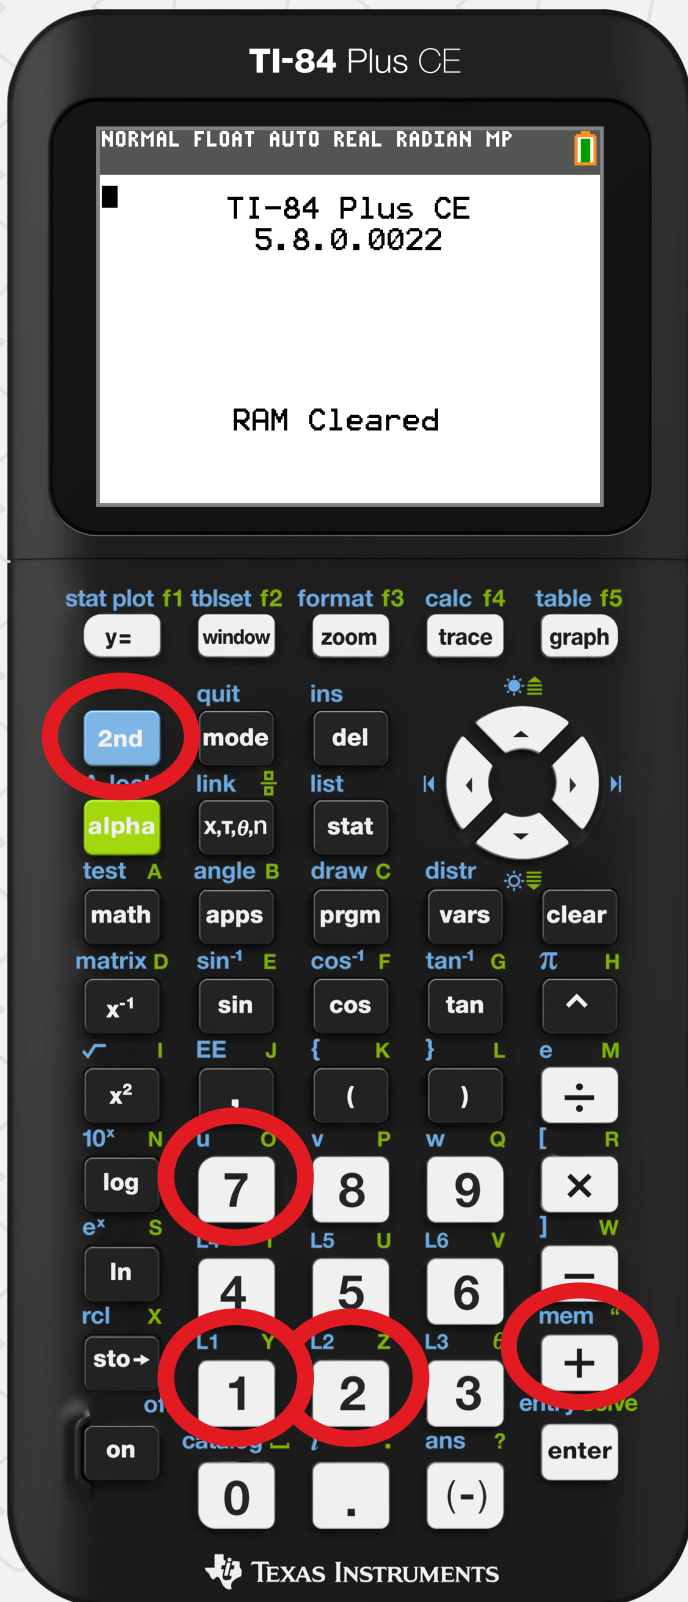 TI-84 Plus CE
NORMAL FLOAT AUTO REAL RADIAN MP
TI-84 Plus CE
5.8.0.0022
RAM Cleared
stat plot f1 tblset f2 format f3 calc f4 table f5
y= window zoom trace graph
quit ins
2nd mode del
link list
alpha X,T,θ,n stat
test A angle B draw C distr
math apps prgm vars clear
matrix D sin⁻¹ E cos⁻¹ F tan⁻¹ G π H
x⁻¹ sin cos tan ^
√ I EE J { K } L e M
x² , ( ) ÷
10ˣ N u O v P w Q [ R
log 7 8 9 ×
eˣ S L5 U L6 V ] W
ln 4 5 6 −
rcl X L1 Y L2 Z L3 θ mem "
sto→ 1 2 3 +
on catalog ans ? enter
0 . (-)
TEXAS INSTRUMENTS